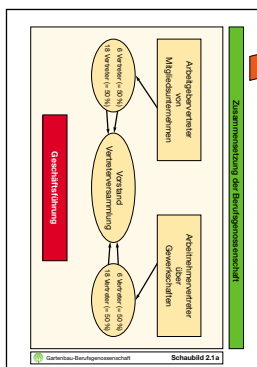 Zusammensetzung der Berufsgenossenschaft
Arbeitgebervertreter
von
Mitgliedsunternehmen
Arbeitnehmervertreter
über
Gewerkschaften
6 Vertreter (= 50 %)
18 Vertreter (= 50 %)
Vorstand
Vertreterversammlung
6 Vertreter (= 50 %)
18 Vertreter (= 50 %)
Geschäftsführung
Gartenbau-Berufsgenossenschaft
Schaubild 2.1a